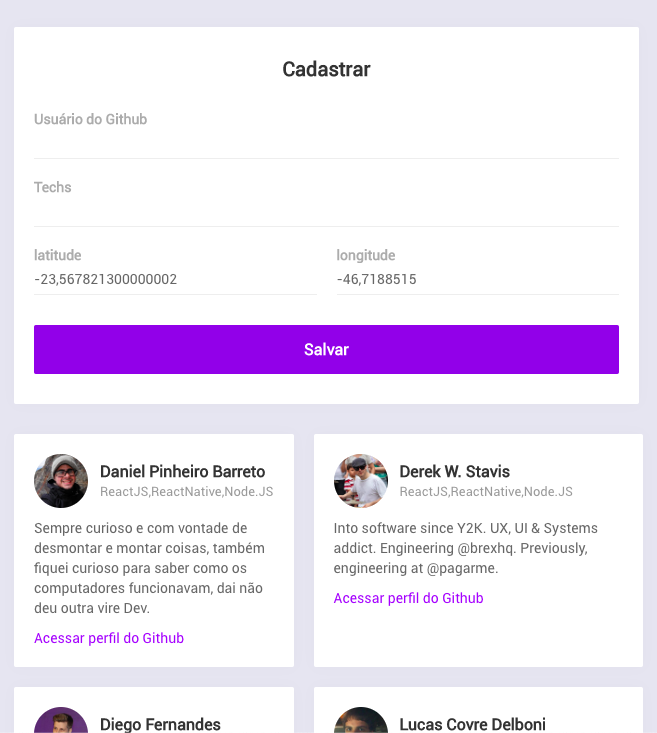 Cadastrar
Usuário do Github
Techs
latitude
longitude
-23,567821300000002
-46,7188515
Salvar
Daniel Pinheiro Barreto
ReactJS,ReactNative,Node.JS
Sempre curioso e com vontade de
desmontar e montar coisas, também
fiquei curioso para saber como os
computadores funcionavam, dai não
deu outra vire Dev.
Acessar perfil do Github
Derek W. Stavis
ReactJS,ReactNative,Node.JS
Into software since Y2K. UX, UI & Systems
addict. Engineering @brexhq. Previously,
engineering at @pagarme.
Acessar perfil do Github
Diego Fernandes
Lucas Covre Delboni